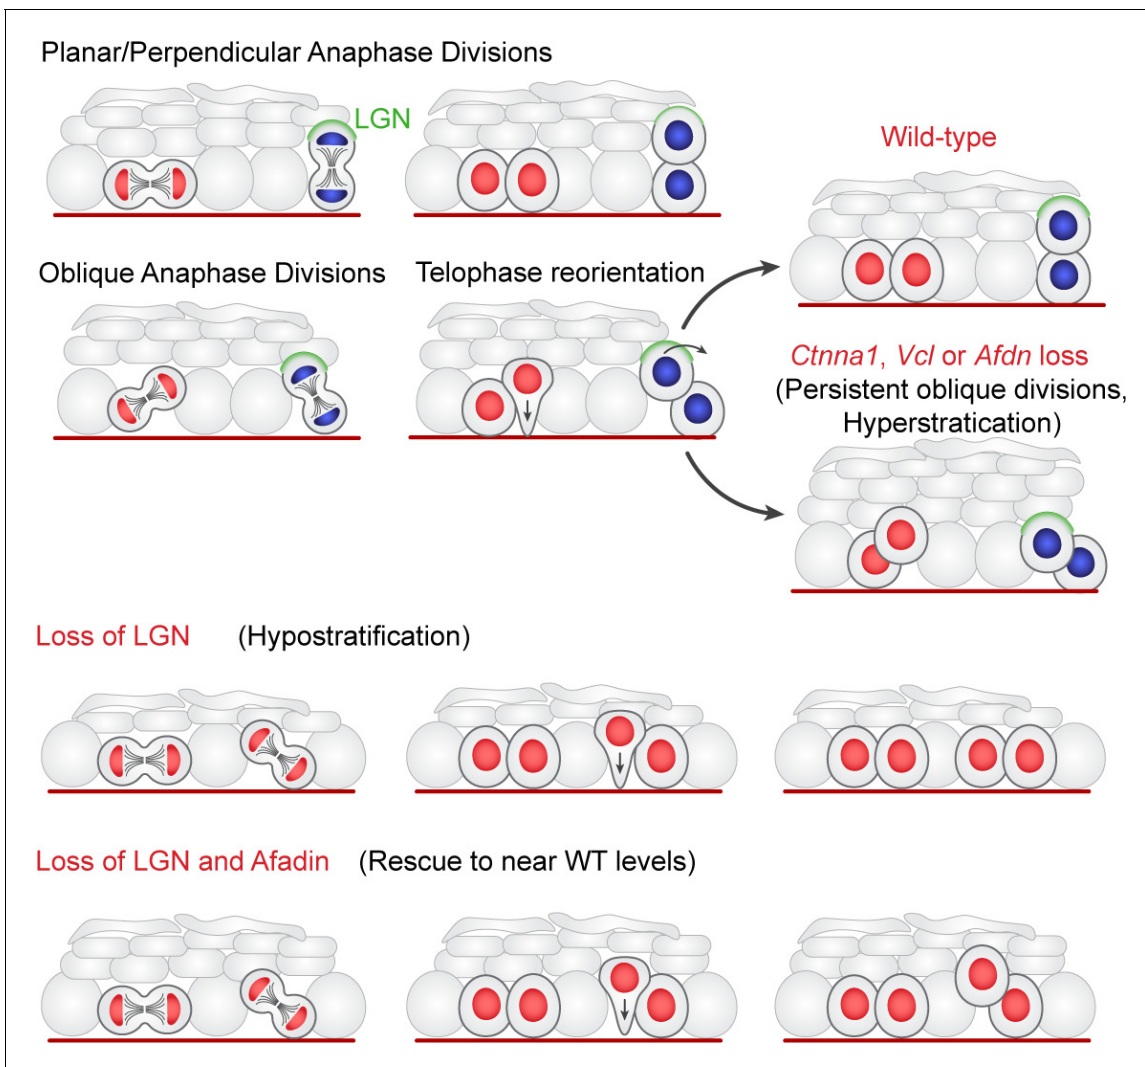 Planar/Perpendicular Anaphase Divisions
LGN
Wild-type
Oblique Anaphase Divisions
Telophase reorientation
Ctnna1, Vcl or Afdn loss
(Persistent oblique divisions,
Hyperstratication)
Loss of LGN (Hypostratification)
Loss of LGN and Afadin (Rescue to near WT levels)